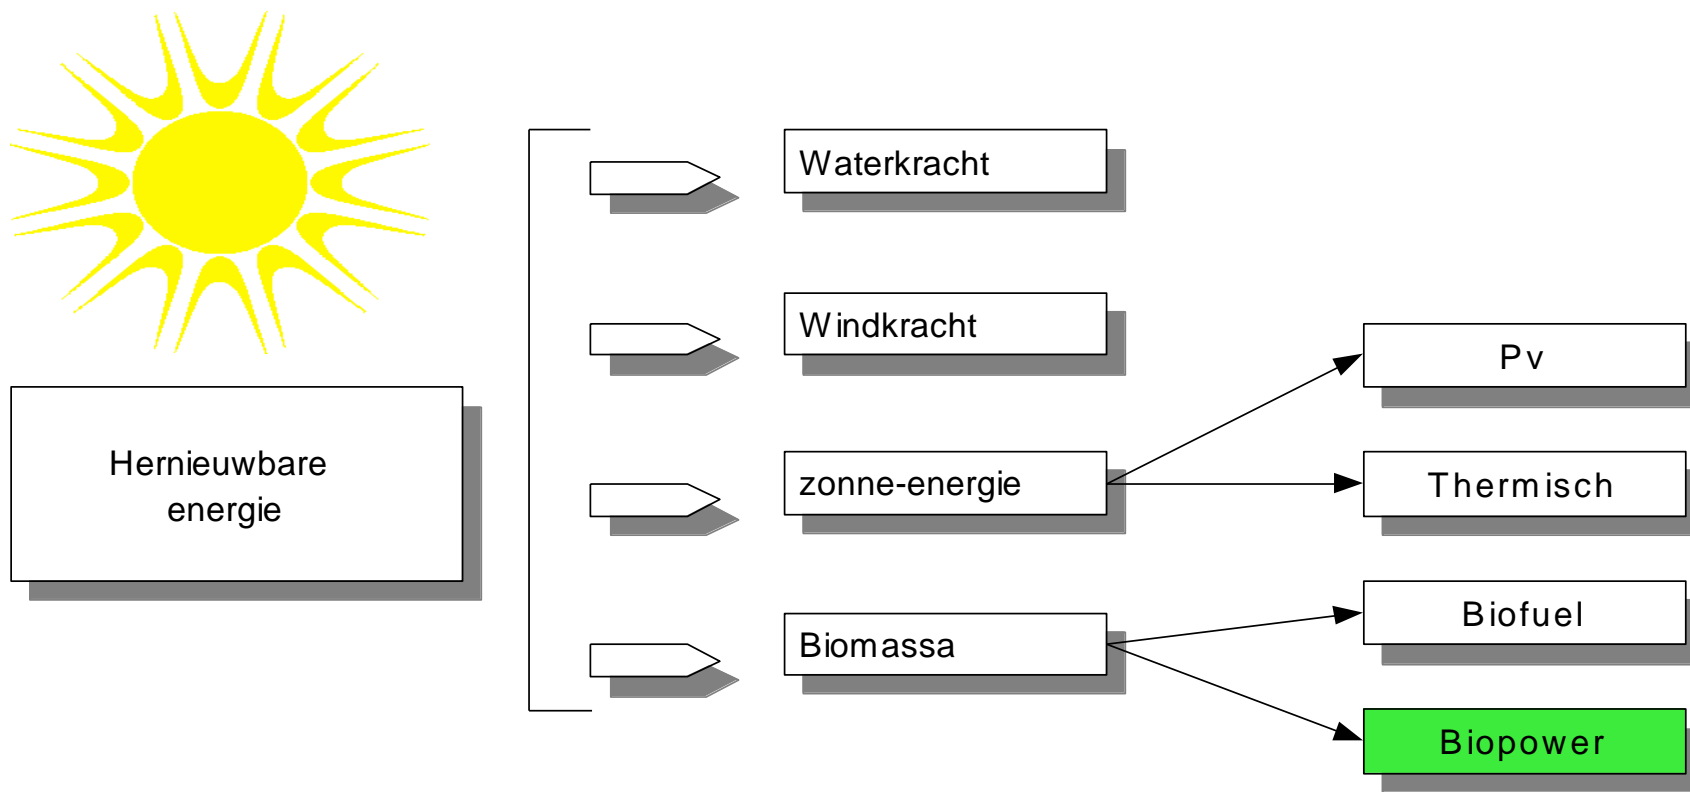 Hernieuwbare
energie
Waterkracht
Windkracht
zonne-energie
Biomassa
Pv
Thermisch
Biofuel
Biopower